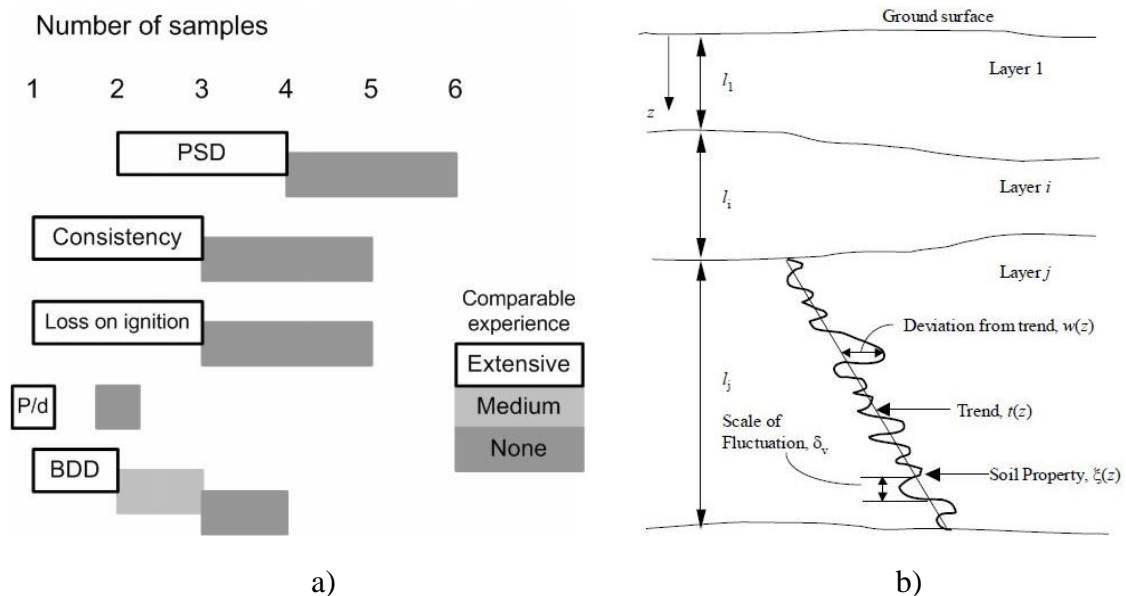 Number of samples
1 2 3 4 5 6
PSD
Consistency
Loss on ignition
P/d
BDD
Comparable
experience
Extensive
Medium
None
a)
Ground surface
Layer 1
l1
z
Layer i
li
Layer j
Deviation from trend, w(z)
lj
Trend, t(z)
Scale of
Fluctuation, δv
Soil Property, ξ(z)
b)